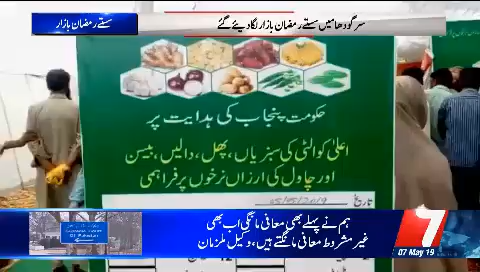 سرگودھا میں سستے رمضان بازار لگا دیئے گئے
سستے رمضان بازار
حکومت پنجاب کی ہدایت پر
اعلیٰ کوالٹی کی سبزیاں، پھل، دالیں، بیسن
اور چاول کی ارزاں نرخوں پر فراہمی
تاریخ
ہم نے پہلے بھی معافی مانگی اب بھی
غیر مشروط معافی مانگتے ہیں، وکیل ملزمان
7
07 May 19